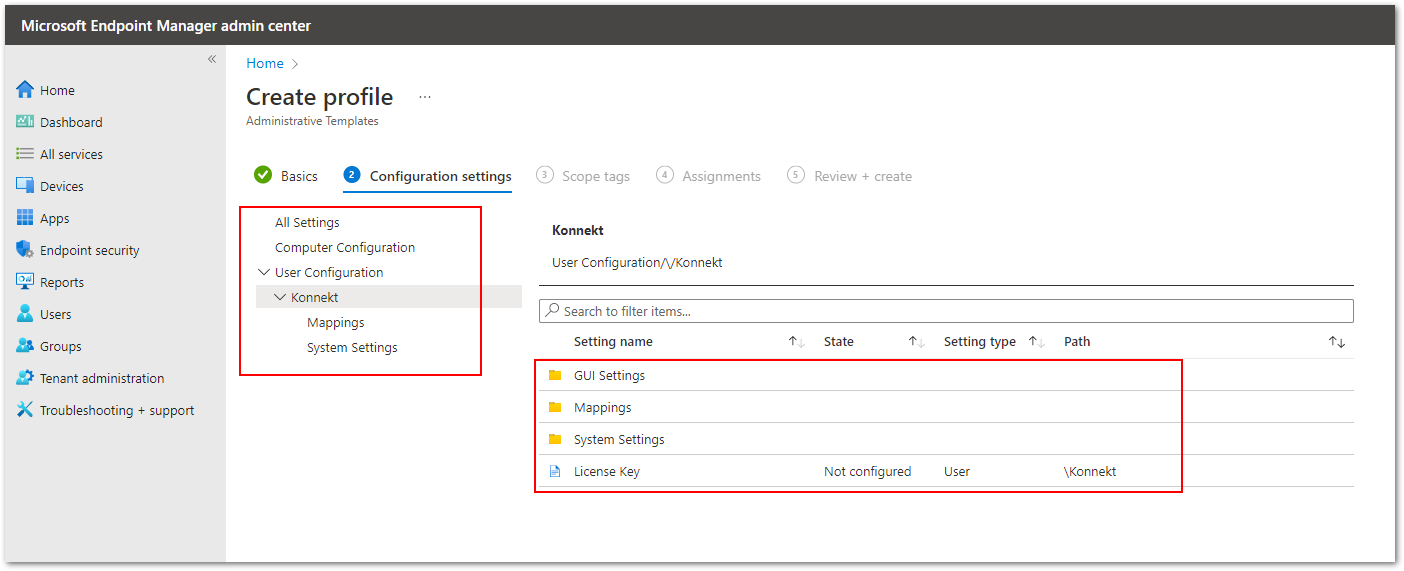 Microsoft Endpoint Manager admin center
«
Home
Dashboard
All services
Devices
Apps
Endpoint security
Reports
Users
Groups
Tenant administration
Troubleshooting + support
Home >
Create profile ...
Administrative Templates
Basics 2 Configuration settings 3 Scope tags 4 Assignments 5 Review + create
All Settings
Computer Configuration
User Configuration
Konnekt
Mappings
System Settings
Konnekt
User Configuration/\/Konnekt
Search to filter items...
Setting name ↑↓ State ↑↓ Setting type ↑↓ Path ↑↓
GUI Settings
Mappings
System Settings
License Key Not configured User \Konnekt